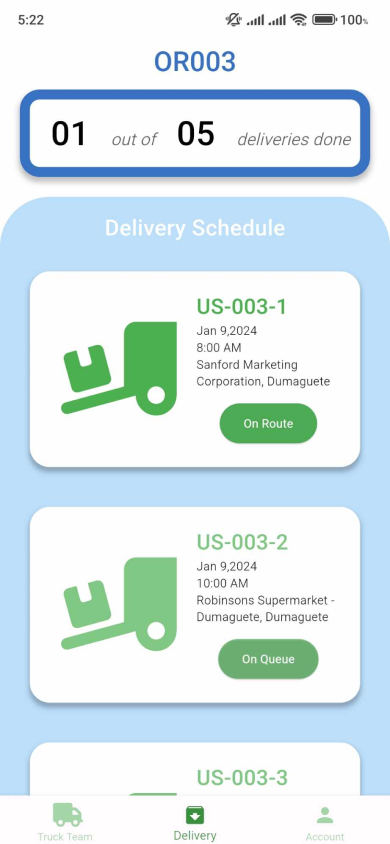 5:22
100%
OR003
01 out of 05 deliveries done
Delivery Schedule
US-003-1
Jan 9,2024
8:00 AM
Sanford Marketing
Corporation, Dumaguete
On Route
US-003-2
Jan 9,2024
10:00 AM
Robinsons Supermarket -
Dumaguete, Dumaguete
On Queue
US-003-3
Truck Team
Delivery
Account